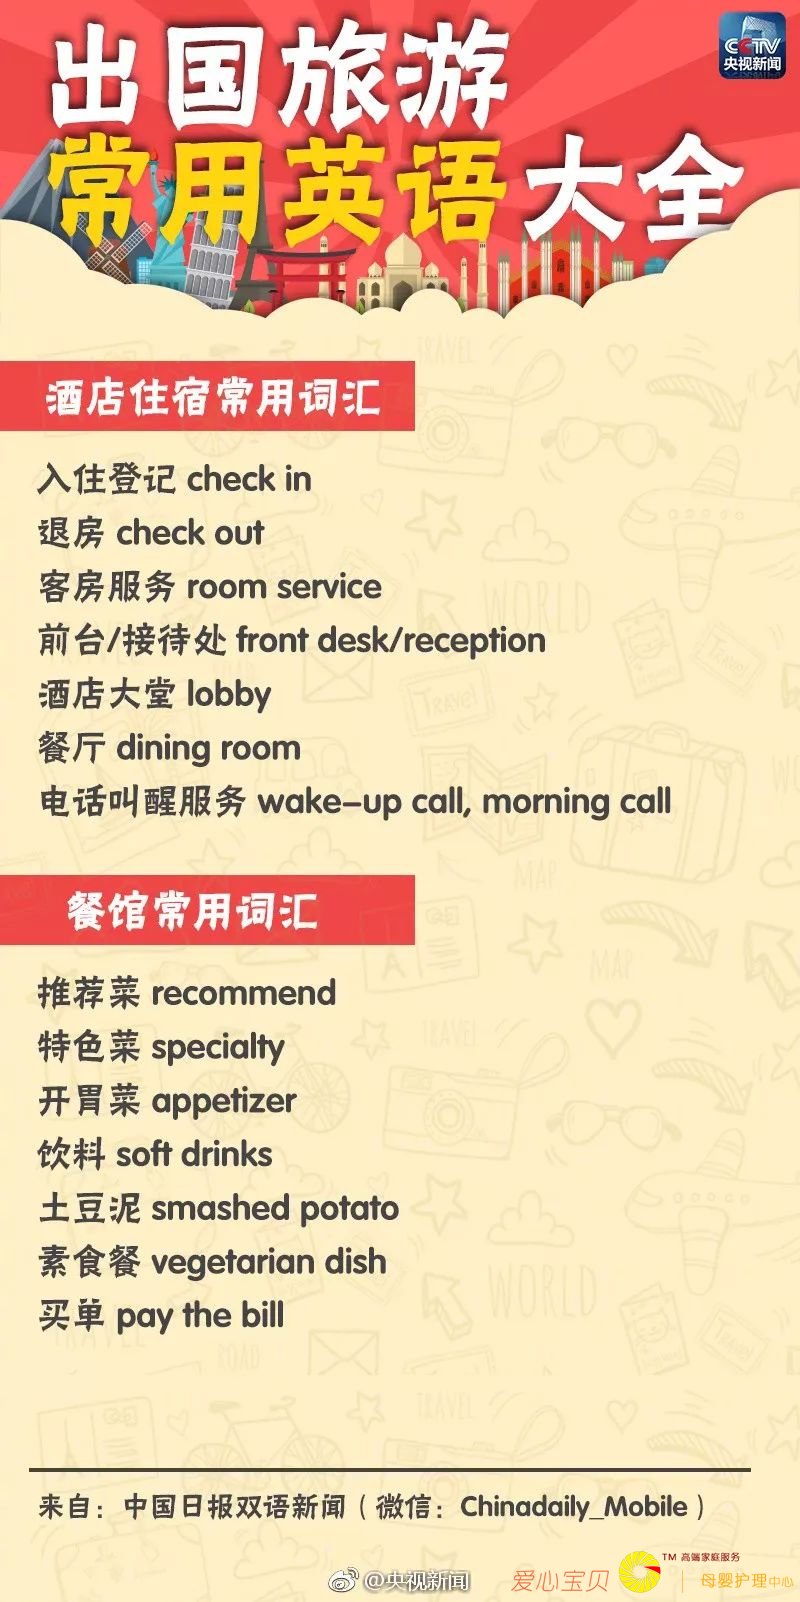 CCTV
央视新闻
出国旅游
常用英语大全
酒店住宿常用词汇
入住登记 check in
退房 check out
客房服务 room service
前台/接待处 front desk/reception
酒店大堂 lobby
餐厅 dining room
电话叫醒服务 wake-up call, morning call
餐馆常用词汇
推荐菜 recommend
特色菜 specialty
开胃菜 appetizer
饮料 soft drinks
土豆泥 smashed potato
素食餐 vegetarian dish
买单 pay the bill
来自：中国日报双语新闻（微信：Chinadaily_Mobile）
@央视新闻
爱心宝贝
TM 高端家庭服务
母婴护理中心